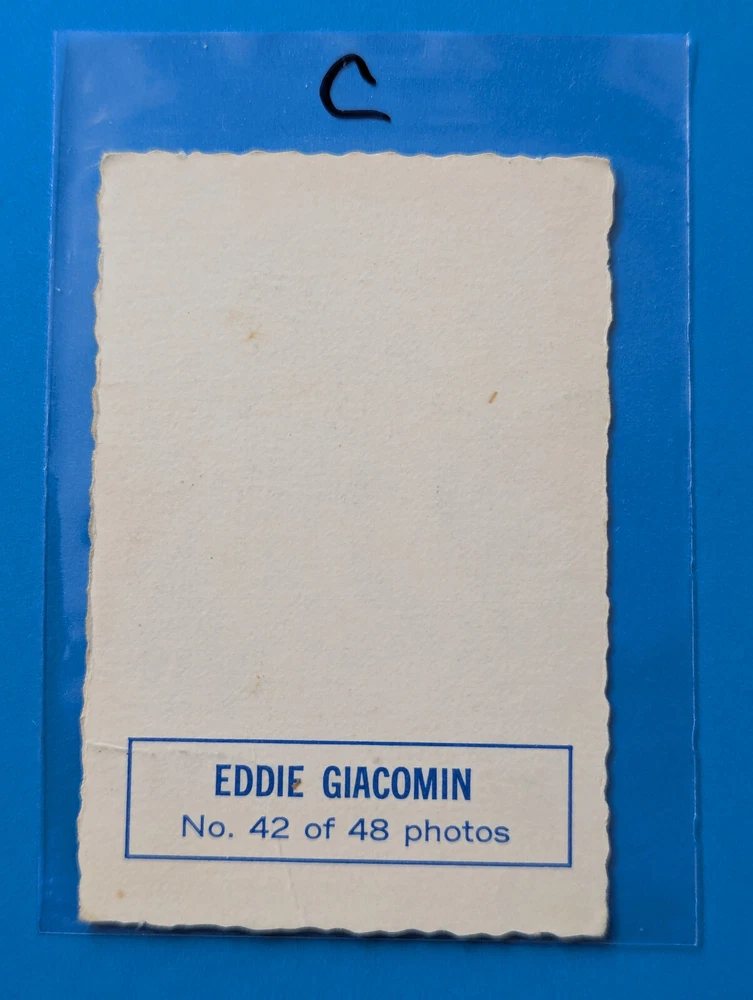 C
EDDIE GIACOMIN
No. 42 of 48 photos